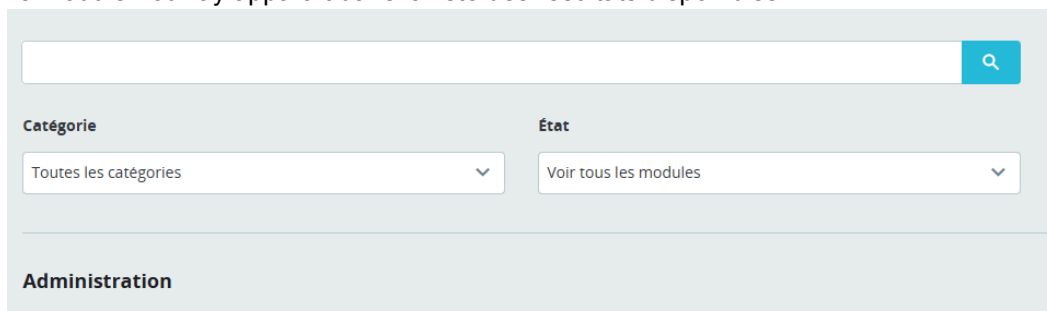 Catégorie
État
Toutes les catégories
Voir tous les modules
Administration